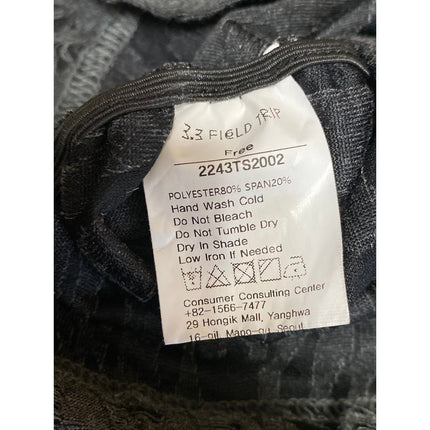 3.3 FIELD TRIP
Free
2243TS2002
POLYESTER80% SPAN20%
Hand Wash Cold
Do Not Bleach
Do Not Tumble Dry
Dry In Shade
Low Iron If Needed
Consumer Consulting Center
+82-1566-7477
29 Hongik Mall, Yanghwa
16-gil, Mang-gu, Seoul